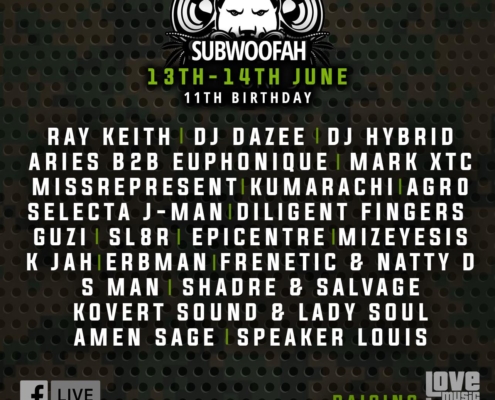 SUBWOOFAH
13TH-14TH JUNE
11TH BIRTHDAY
RAY KEITH | DJ DAZEE | DJ HYBRID
ARIES B2B EUPHONIQUE | MARK XTC
MISSREPRESENT | KUMARACHI | AGRO
SELECTA J-MAN | DILIGENT FINGERS
GUZI | SL8R | EPICENTRE | MIZEYESIS
K JAH | ERBMAN | FRENETIC & NATTY D
S MAN | SHADRE & SALVAGE
KOVERT SOUND & LADY SOUL
AMEN SAGE | SPEAKER LOUIS
f LIVE
RAISING
Love
music